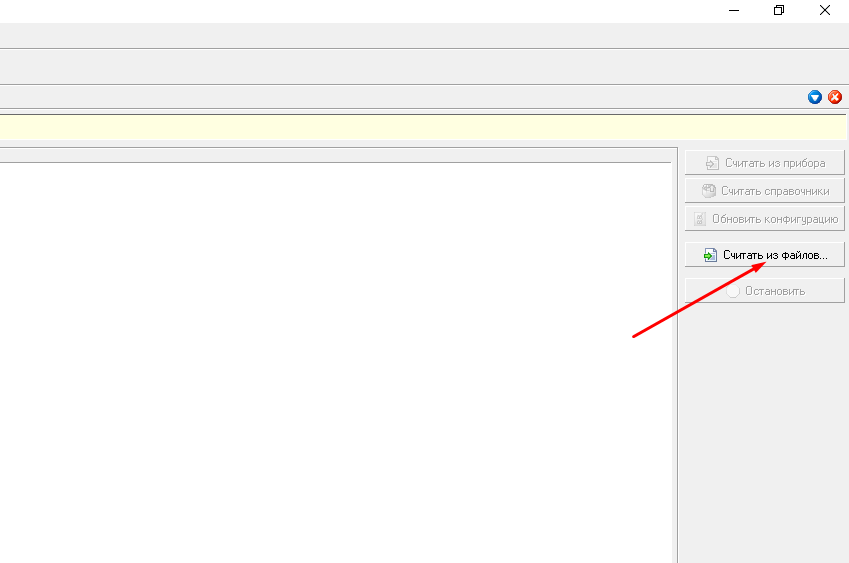 Считать из прибора
Считать справочники
Обновить конфигурацию
Считать из файлов...
Остановить